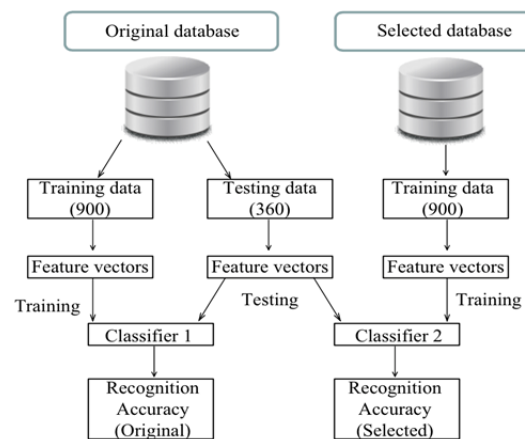 Original database
Selected database
Training data
(900)
Testing data
(360)
Training data
(900)
Feature vectors
Feature vectors
Feature vectors
Training
Testing
Training
Classifier 1
Classifier 2
Recognition
Accuracy
(Original)
Recognition
Accuracy
(Selected)